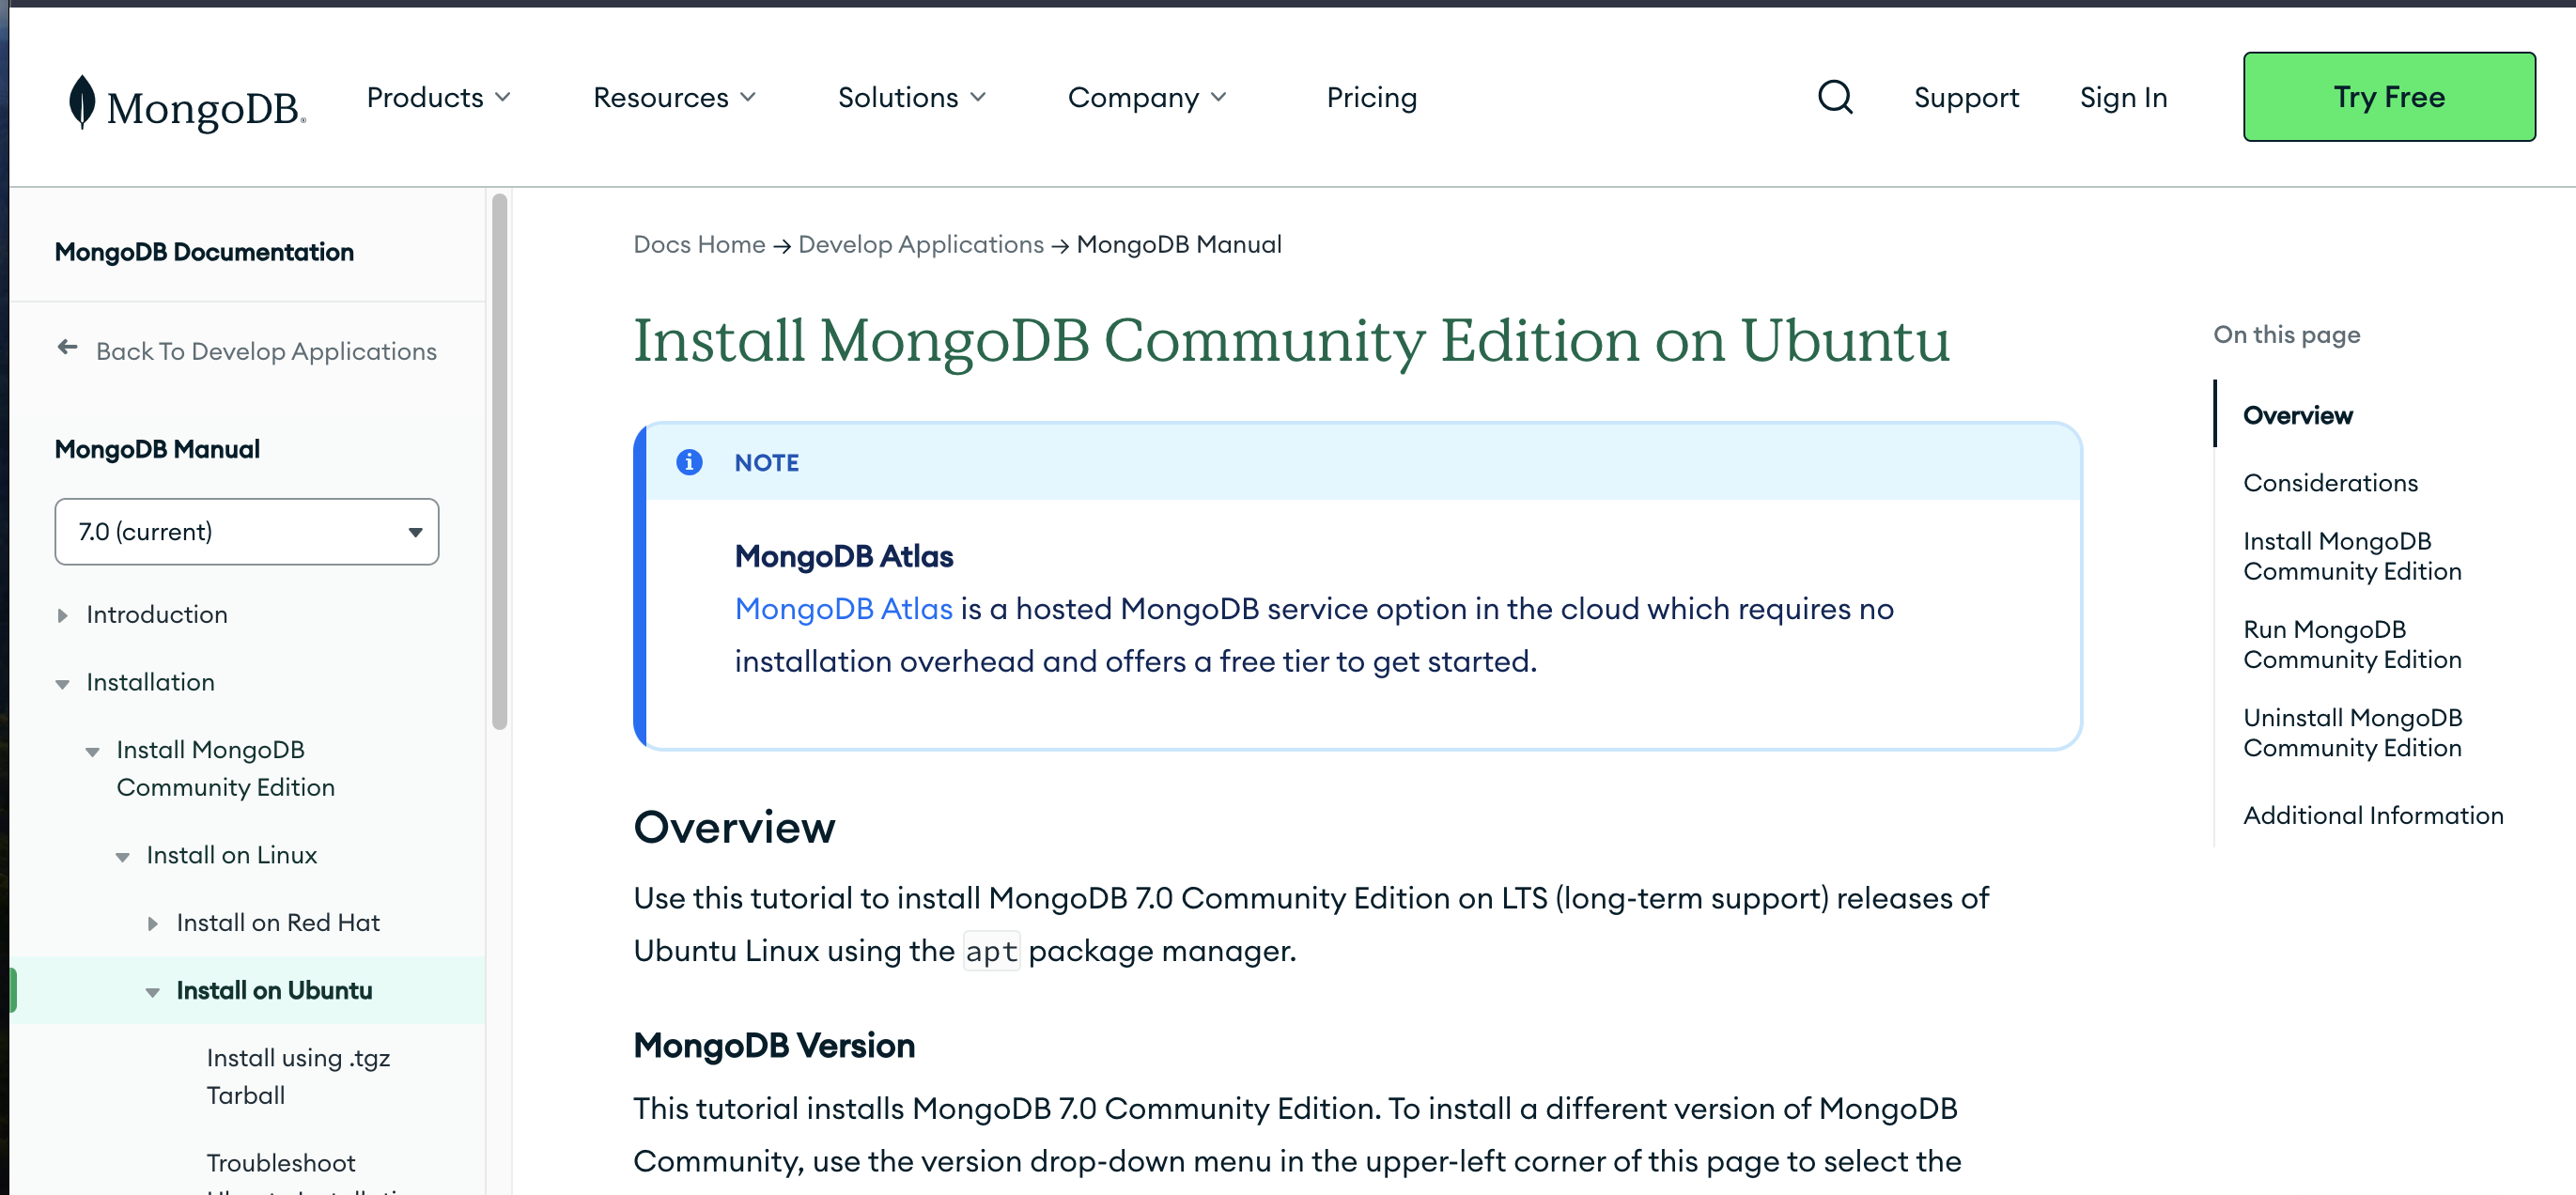 MongoDB.
Products
Resources
Solutions
Company
Pricing
Support
Sign In
Try Free
MongoDB Documentation
Back To Develop Applications
MongoDB Manual
7.0 (current)
Introduction
Installation
Install MongoDB
Community Edition
Install on Linux
Install on Red Hat
Install on Ubuntu
Install using .tgz
Tarball
Troubleshoot
Docs Home → Develop Applications → MongoDB Manual
Install MongoDB Community Edition on Ubuntu
NOTE
MongoDB Atlas
MongoDB Atlas is a hosted MongoDB service option in the cloud which requires no
installation overhead and offers a free tier to get started.
Overview
Use this tutorial to install MongoDB 7.0 Community Edition on LTS (long-term support) releases of
Ubuntu Linux using the apt package manager.
MongoDB Version
This tutorial installs MongoDB 7.0 Community Edition. To install a different version of MongoDB
Community, use the version drop-down menu in the upper-left corner of this page to select the
On this page
Overview
Considerations
Install MongoDB
Community Edition
Run MongoDB
Community Edition
Uninstall MongoDB
Community Edition
Additional Information